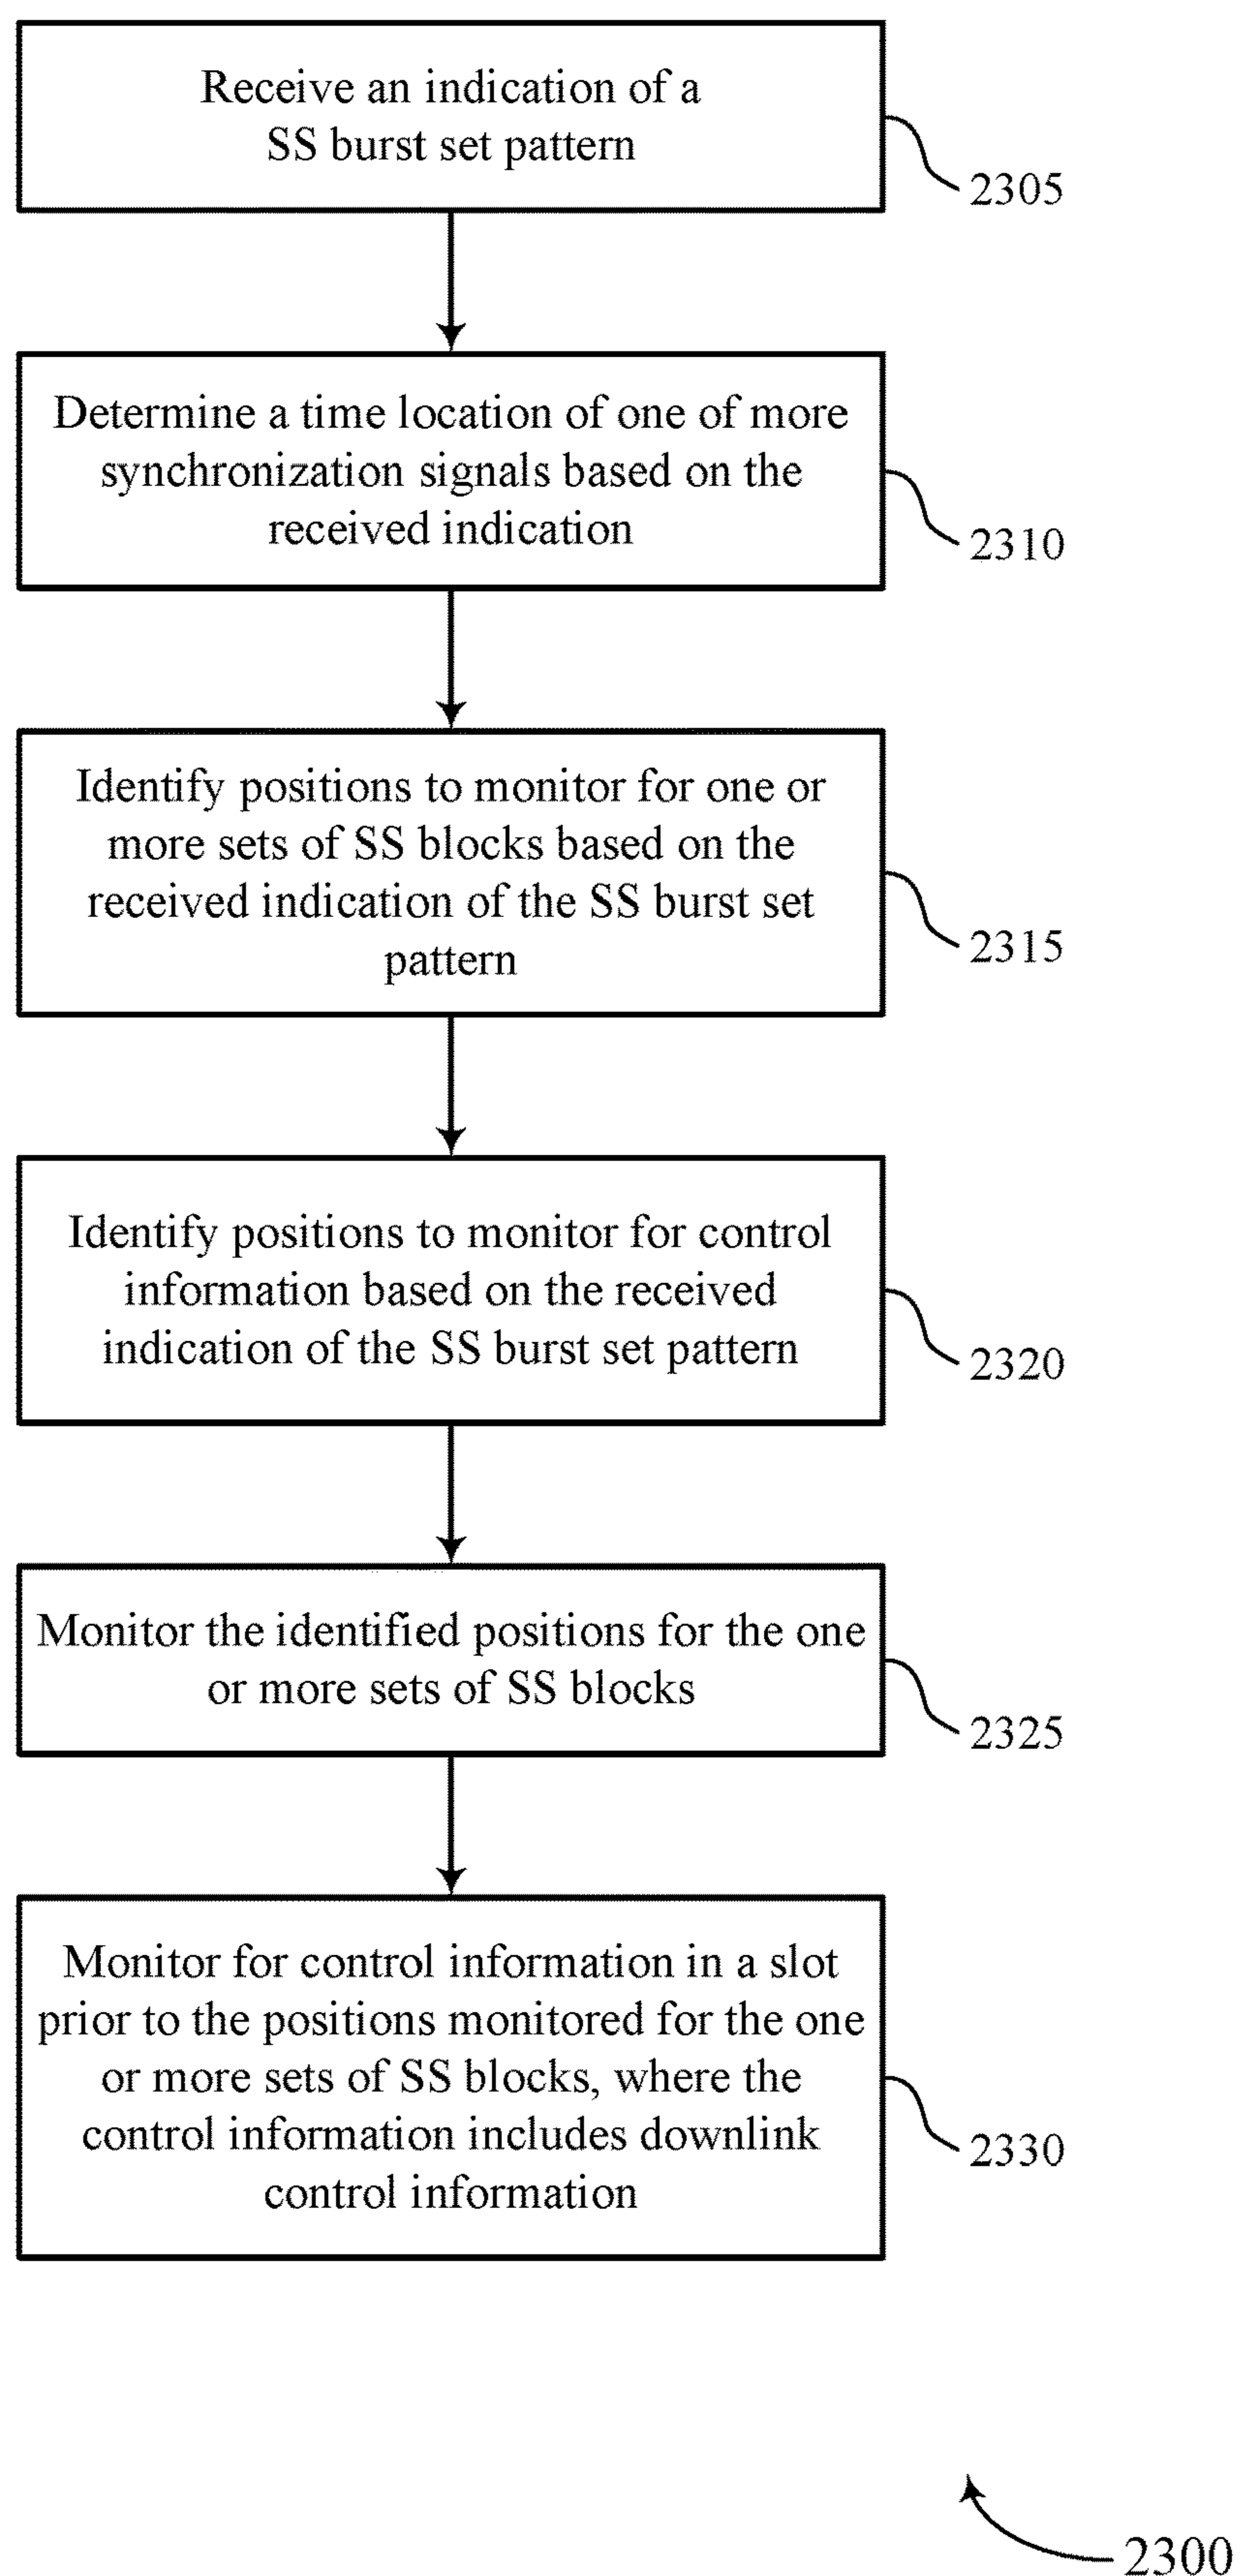 Receive an indication of a
SS burst set pattern
2305
Determine a time location of one of more
synchronization signals based on the
received indication
2310
Identify positions to monitor for one or
more sets of SS blocks based on the
received indication of the SS burst set
pattern
2315
Identify positions to monitor for control
information based on the received
indication of the SS burst set pattern
2320
Monitor the identified positions for the one
or more sets of SS blocks
2325
Monitor for control information in a slot
prior to the positions monitored for the one
or more sets of SS blocks, where the
control information includes downlink
control information
2330
2300